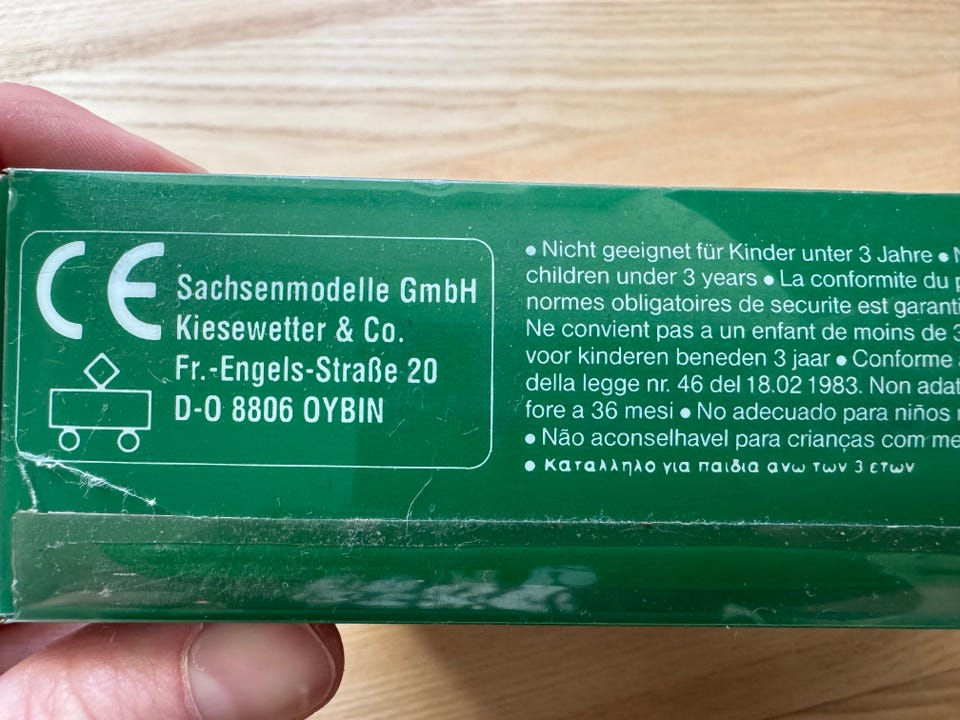 CE
Sachsenmodelle GmbH
Kiesewetter & Co.
Fr.-Engels-Straße 20
D-O 8806 OYBIN
• Nicht geeignet für Kinder unter 3 Jahre •
children under 3 years • La conformite du
normes obligatoires de securite est garanti
Ne convient pas a un enfant de moins de 3
voor kinderen beneden 3 jaar • Conforme
della legge nr. 46 del 18.02 1983. Non adat
fore a 36 mesi • No adecuado para niños
• Não aconselhavel para crianças com me
• Καταλληλο για παιδια ανω των 3 ετων